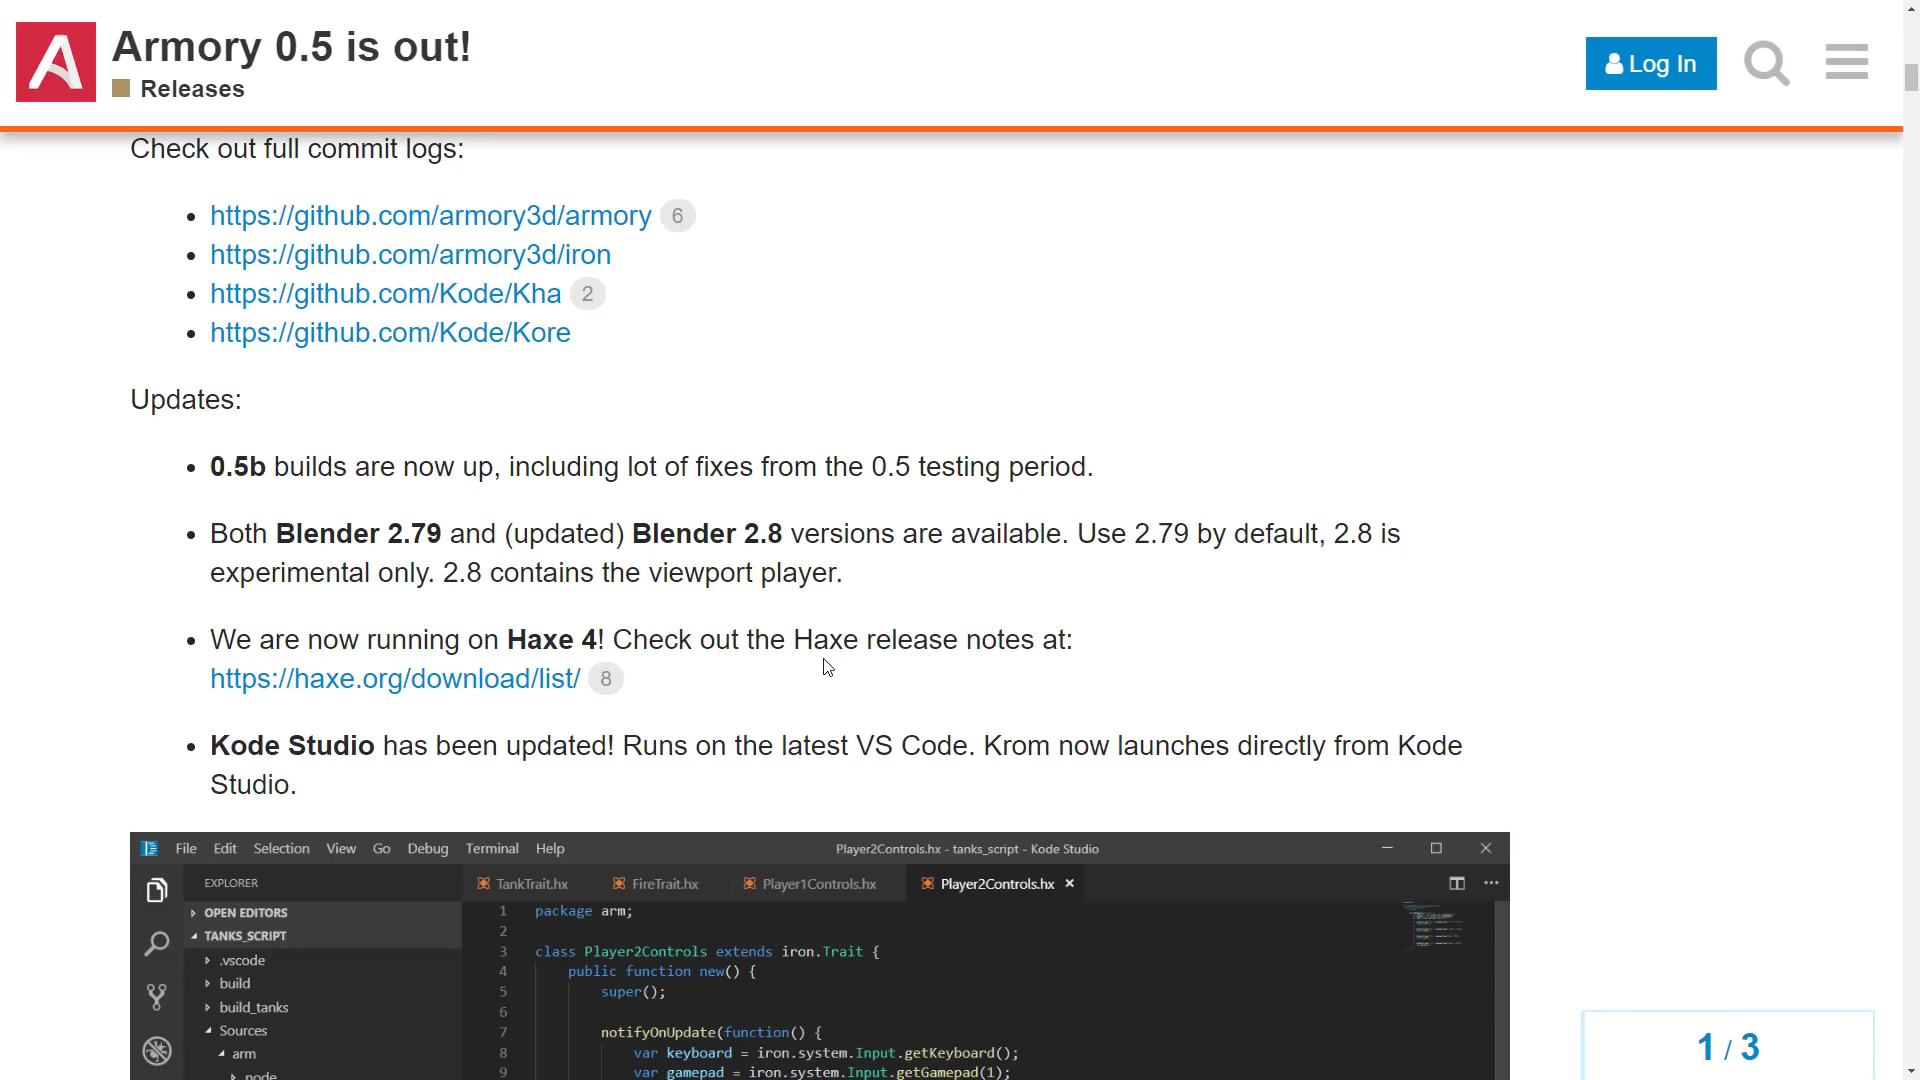 Armory 0.5 is out!
Releases
Log In
Check out full commit logs:
https://github.com/armory3d/armory 6
https://github.com/armory3d/iron
https://github.com/Kode/Kha 2
https://github.com/Kode/Kore
Updates:
0.5b builds are now up, including lot of fixes from the 0.5 testing period.
Both Blender 2.79 and (updated) Blender 2.8 versions are available. Use 2.79 by default, 2.8 is
experimental only. 2.8 contains the viewport player.
We are now running on Haxe 4! Check out the Haxe release notes at:
https://haxe.org/download/list/ 8
Kode Studio has been updated! Runs on the latest VS Code. Krom now launches directly from Kode
Studio.
File Edit Selection View Go Debug Terminal Help
Player2Controls.hx - tanks_script - Kode Studio
EXPLORER
OPEN EDITORS
TANKS_SCRIPT
.vscode
build
build_tanks
Sources
arm
node
TankTrait.hx FireTrait.hx Player1Controls.hx Player2Controls.hx
1 package arm;
2
3 class Player2Controls extends iron.Trait {
4 public function new() {
5 super();
6
7 notifyOnUpdate(function() {
8 var keyboard = iron.system.Input.getKeyboard();
9 var gamepad = iron.system.Input.getGamepad(1);
1 / 3